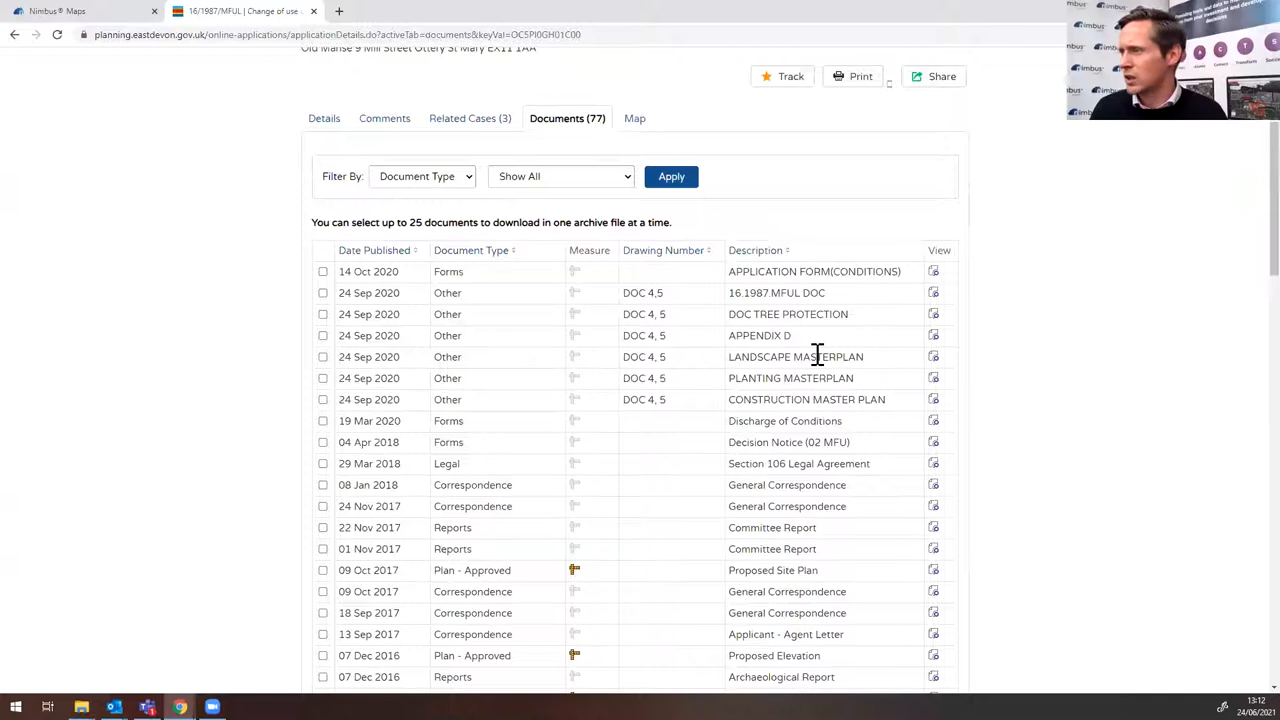 Nimbus® Maps
16/1987/MFUL | Change of use
planning.eastdevon.gov.uk/online-applications/applicationDetails.do?activeTab=documents&keyVal=OC5PI0GH01C00
Old Manse 9 Mill Street Ottery St Mary EX11 1AA
Track Print Share
Details Comments Related Cases (3) Documents (77) Map
Filter By: Document Type Show All Apply
You can select up to 25 documents to download in one archive file at a time.
Date Published Document Type Measure Drawing Number Description View
14 Oct 2020 Forms APPLICATION FORM(CONDITIONS)
24 Sep 2020 Other DOC 4,5 16.1987.MFUL DOC
24 Sep 2020 Other DOC 4, 5 DOC TREE PROTECTION
24 Sep 2020 Other DOC 4, 5 APPENDIX D
24 Sep 2020 Other DOC 4, 5 LANDSCAPE MASTERPLAN
24 Sep 2020 Other DOC 4, 5 PLANTING MASTERPLAN
24 Sep 2020 Other DOC 4, 5 CONSTRUCTION MASTER PLAN
19 Mar 2020 Forms Discharge of Conditions
04 Apr 2018 Forms Decision Notice (02 MFU)
29 Mar 2018 Legal Section 106 Legal Agreement
08 Jan 2018 Correspondence General Correspondence
24 Nov 2017 Correspondence General Correspondence
22 Nov 2017 Reports Committee Report
01 Nov 2017 Reports Committee Report
09 Oct 2017 Plan - Approved Proposed Site Plan
09 Oct 2017 Correspondence General Correspondence
18 Sep 2017 Correspondence General Correspondence
13 Sep 2017 Correspondence Applicant - Agent Letter
07 Dec 2016 Plan - Approved Proposed Elevation
07 Dec 2016 Reports Archaeological Report
13:12
24/06/2021